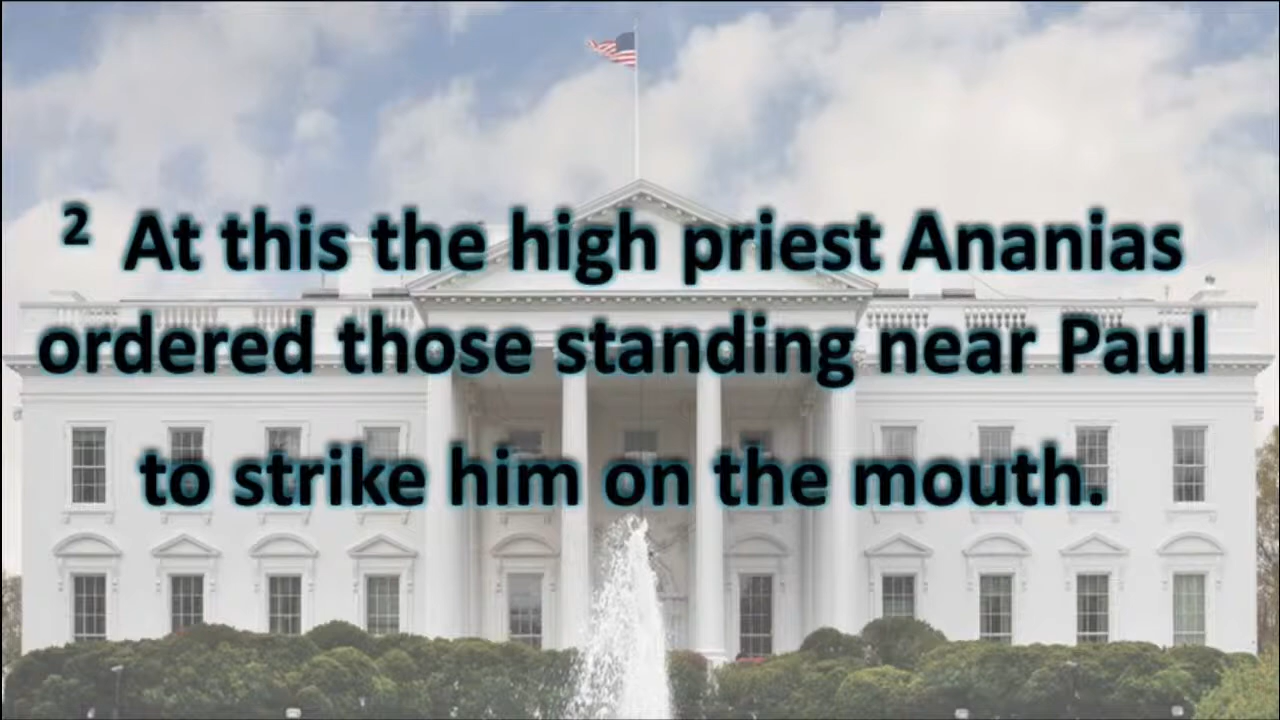 ² At this the high priest Ananias
ordered those standing near Paul
to strike him on the mouth.